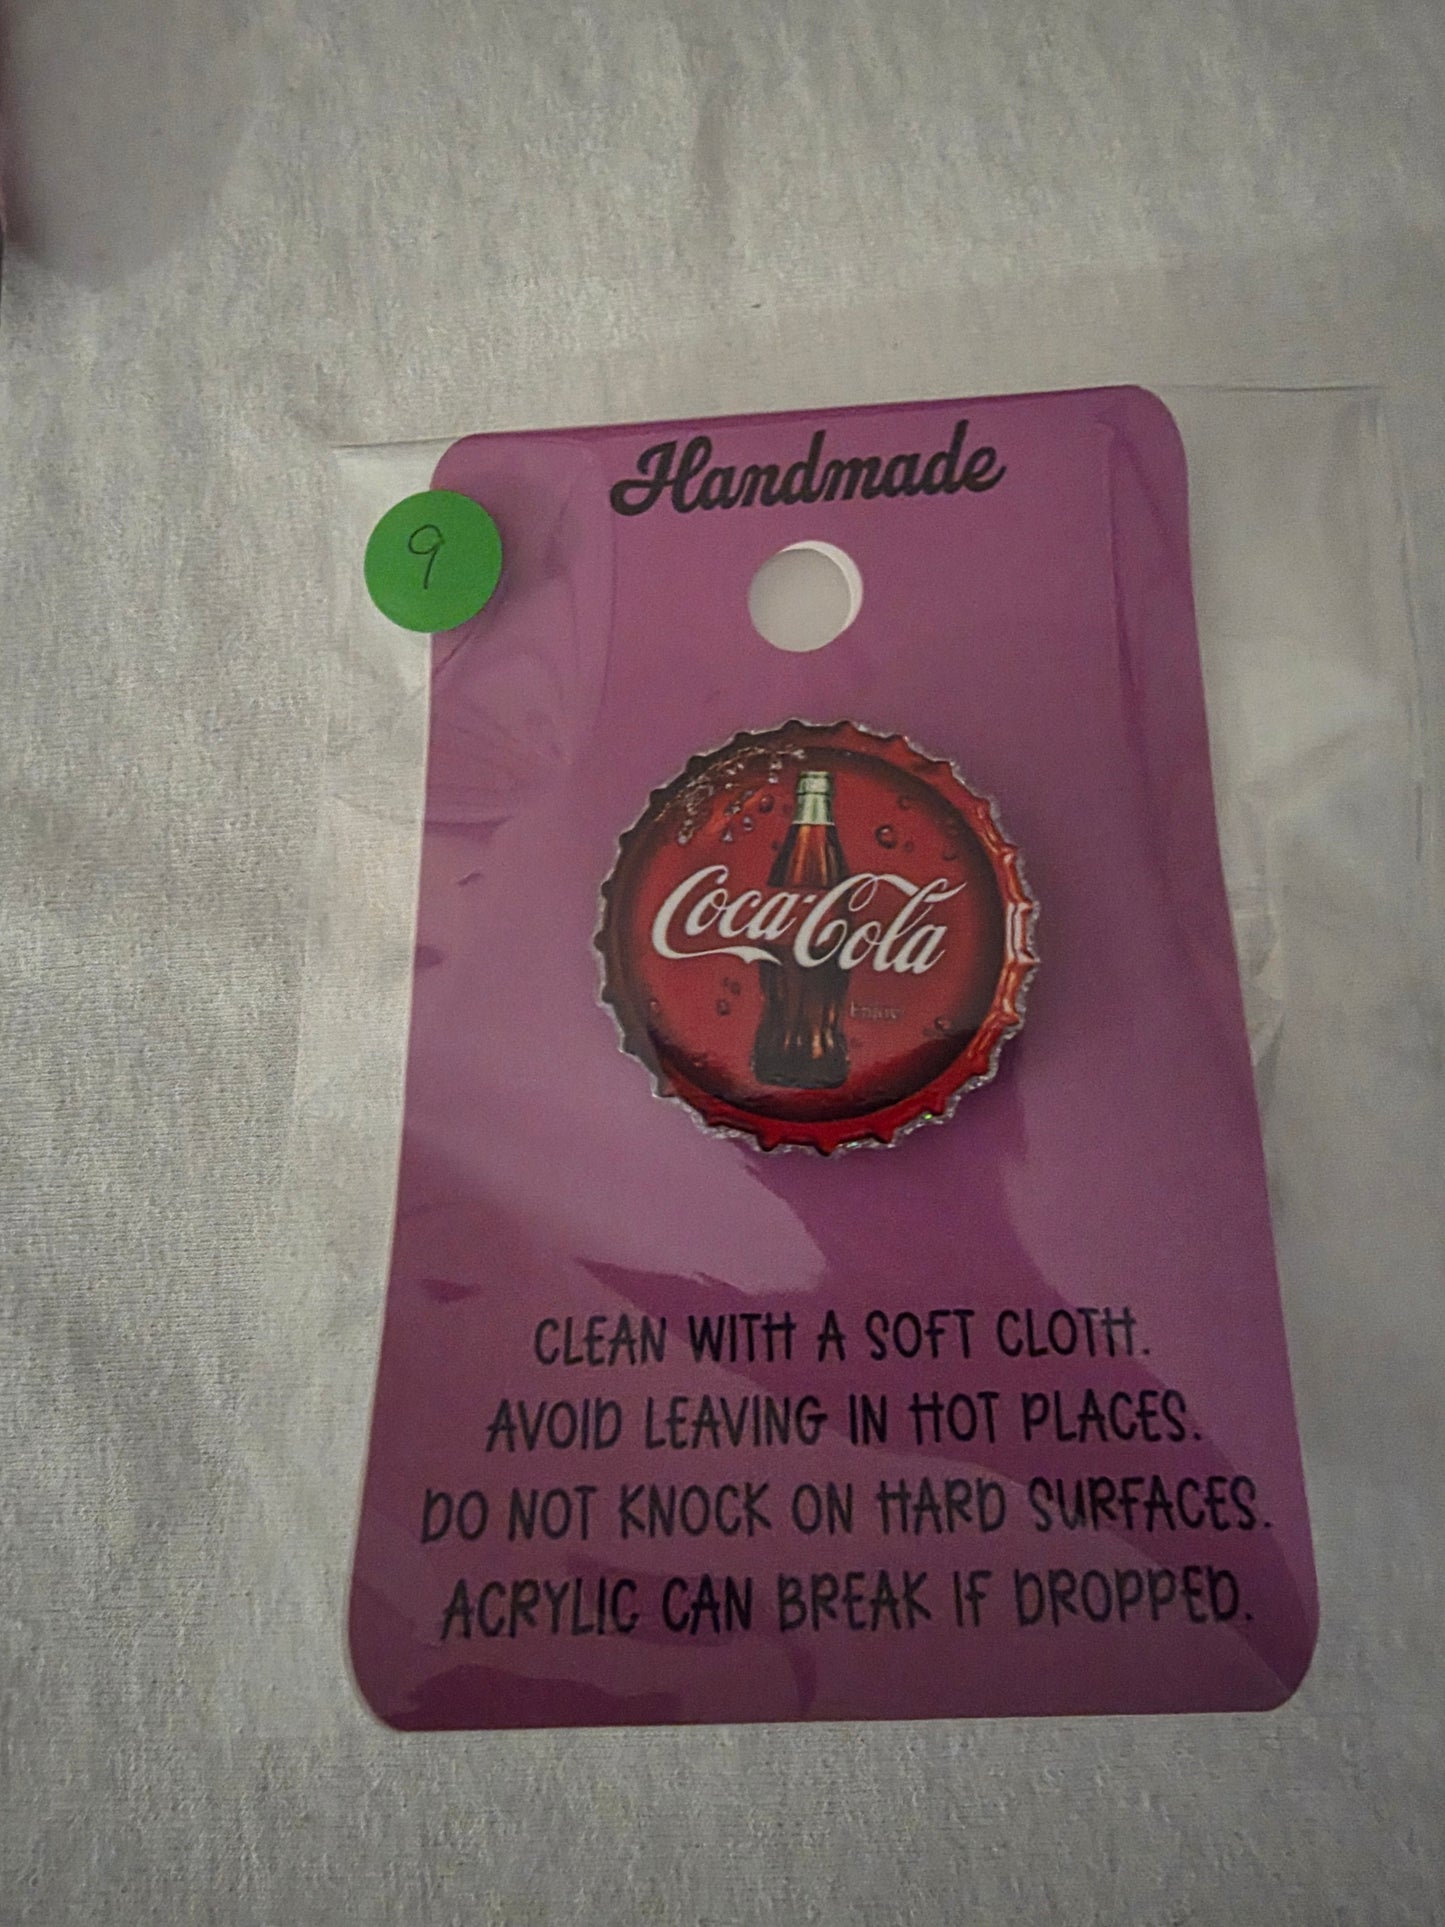 Handmade
9
Coca-Cola
Enjoy
CLEAN WITH A SOFT CLOTH.
AVOID LEAVING IN HOT PLACES.
DO NOT KNOCK ON HARD SURFACES.
ACRYLIC CAN BREAK IF DROPPED.